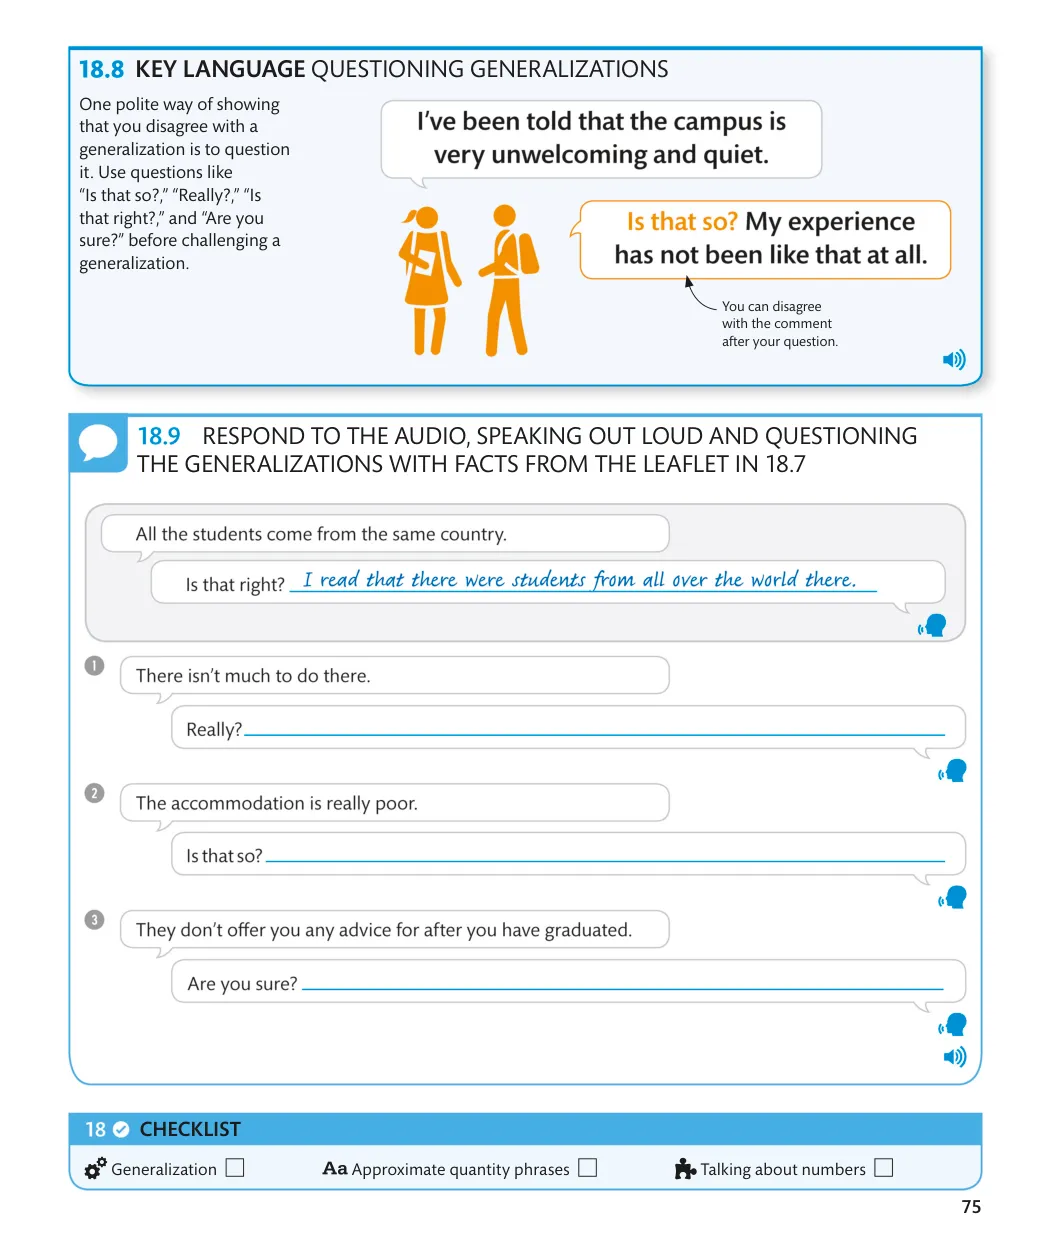 18.8 KEY LANGUAGE QUESTIONING GENERALIZATIONS
One polite way of showing
that you disagree with a
generalization is to question
it. Use questions like
“Is that so?,” “Really?,” “Is
that right?,” and “Are you
sure?” before challenging a
generalization.
I’ve been told that the campus is
very unwelcoming and quiet.
Is that so? My experience
has not been like that at all.
You can disagree
with the comment
after your question.
18.9 RESPOND TO THE AUDIO, SPEAKING OUT LOUD AND QUESTIONING
THE GENERALIZATIONS WITH FACTS FROM THE LEAFLET IN 18.7
All the students come from the same country.
Is that right? I read that there were students from all over the world there.
1 There isn’t much to do there.
Really?
2 The accommodation is really poor.
Is that so?
3 They don’t offer you any advice for after you have graduated.
Are you sure?
18 CHECKLIST
Generalization Aa Approximate quantity phrases Talking about numbers
75